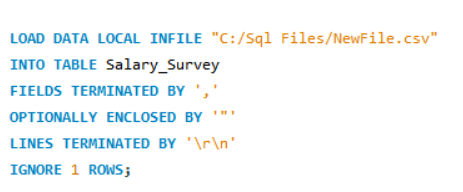 LOAD DATA LOCAL INFILE "C:/Sql Files/NewFile.csv"
INTO TABLE Salary_Survey
FIELDS TERMINATED BY ','
OPTIONALLY ENCLOSED BY '"'
LINES TERMINATED BY '\r\n'
IGNORE 1 ROWS;